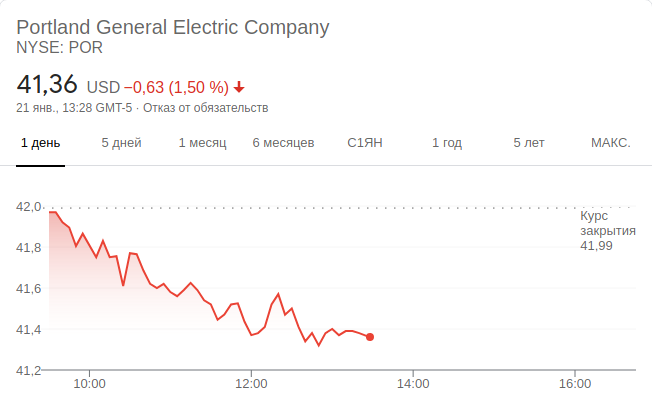 Portland General Electric Company
NYSE: POR
41,36 USD −0,63 (1,50 %)
21 янв., 13:28 GMT-5 · Отказ от обязательств
1 день 5 дней 1 месяц 6 месяцев С1ЯН 1 год 5 лет МАКС.
42,0
Курс
закрытия
41,99
41,8
41,6
41,4
41,2
10:00 12:00 14:00 16:00